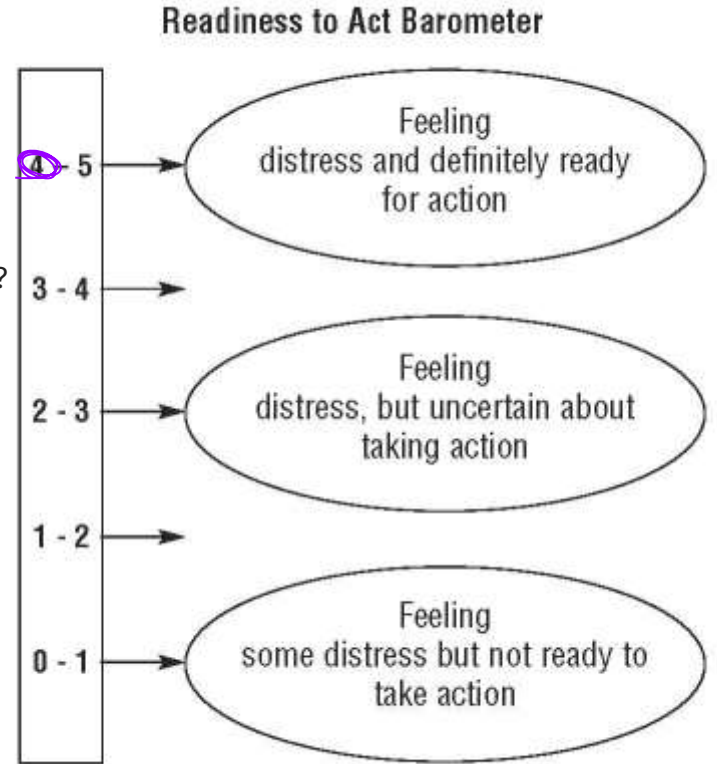 Readiness to Act Barometer
Feeling
distress and definitely ready
for action
4 - 5
?
3 - 4
Feeling
distress, but uncertain about
taking action
2 - 3
1 - 2
Feeling
some distress but not ready to
take action
0 - 1